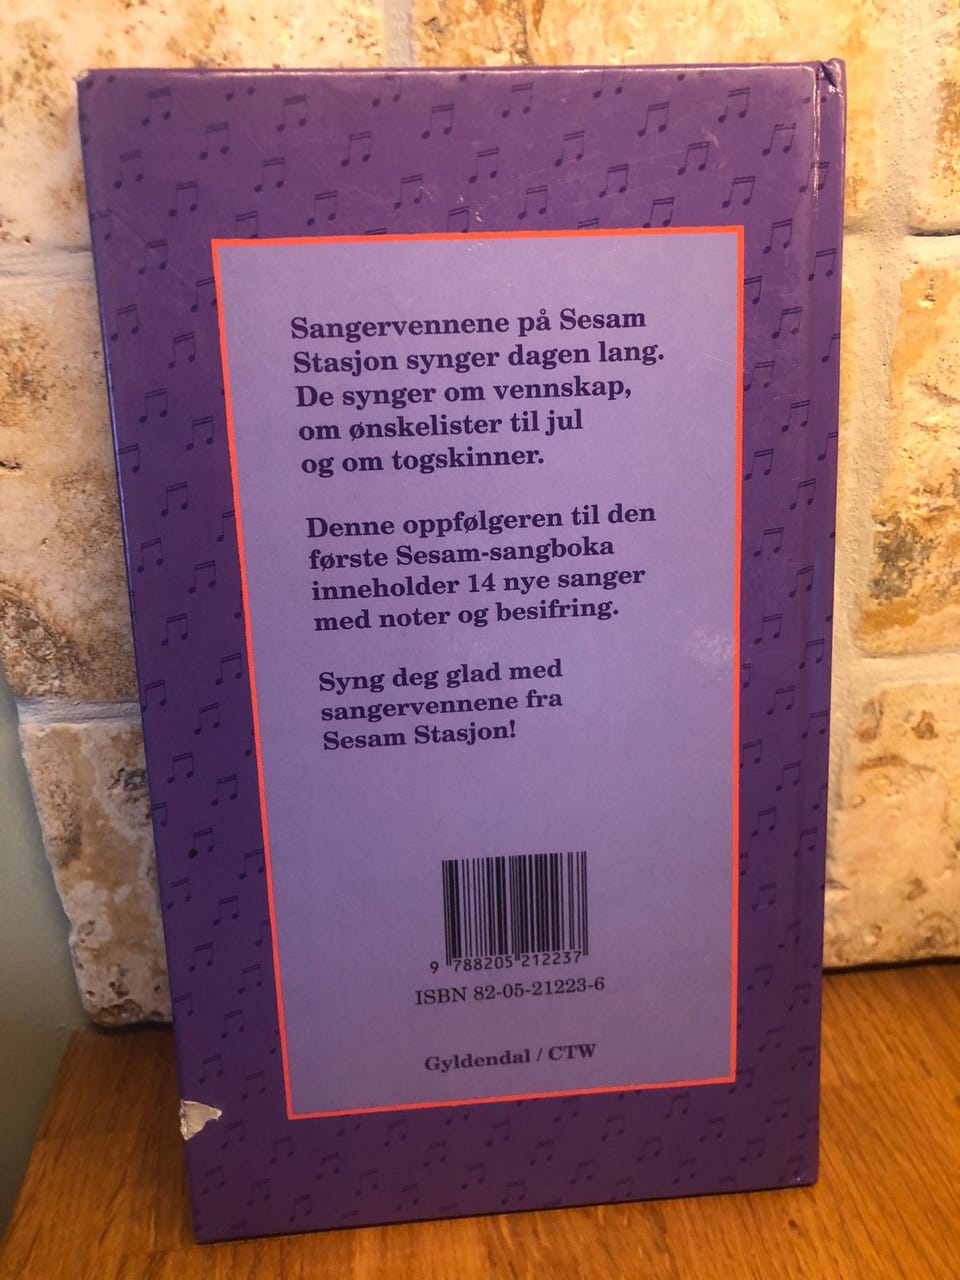 Sangervennene på Sesam
Stasjon synger dagen lang.
De synger om vennskap,
om ønskelister til jul
og om togskinner.
Denne oppfølgeren til den
første Sesam-sangboka
inneholder 14 nye sanger
med noter og besifring.
Syng deg glad med
sangervennene fra
Sesam Stasjon!
9 788205 212237
ISBN 82-05-21223-6
Gyldendal / CTW